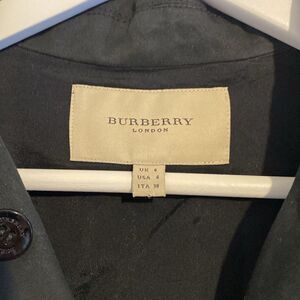 BURBERRY
LONDON
UK 6
USA 4
ITA 38